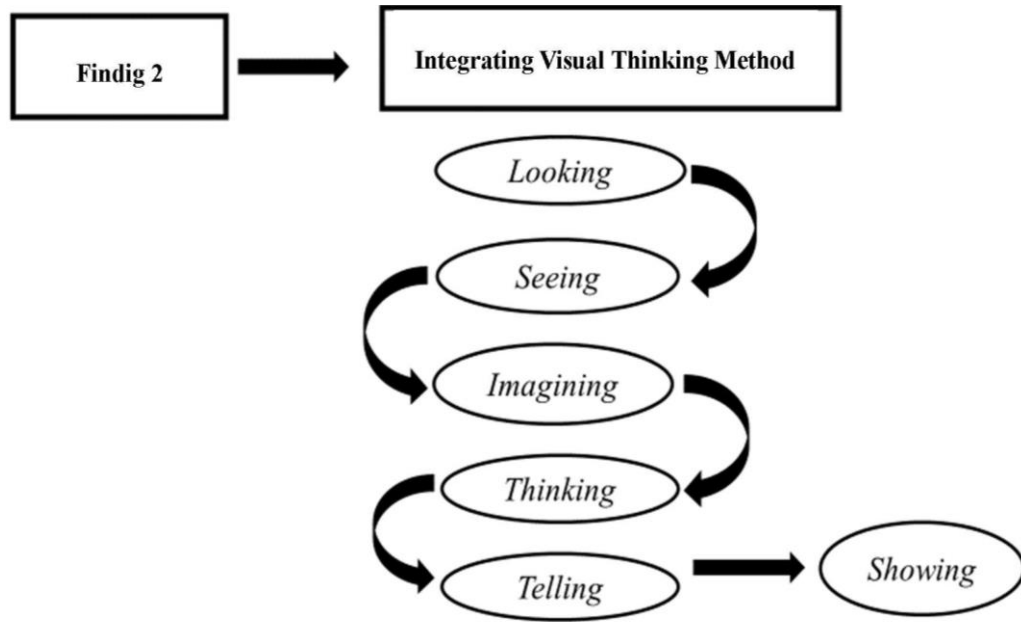 Findig 2
Integrating Visual Thinking Method
Looking
Seeing
Imagining
Thinking
Telling
Showing